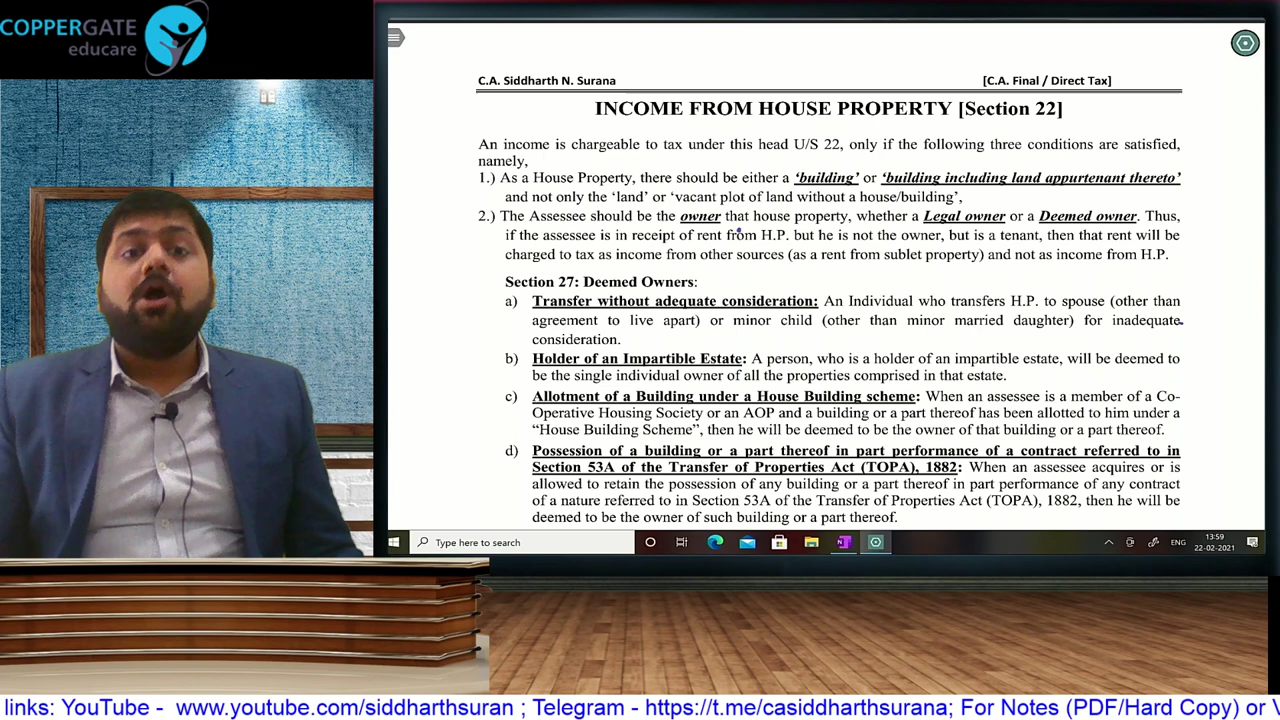 COPPERGATE
educare
C.A. Siddharth N. Surana [C.A. Final / Direct Tax]
INCOME FROM HOUSE PROPERTY [Section 22]
An income is chargeable to tax under this head U/S 22, only if the following three conditions are satisfied,
namely,
1.) As a House Property, there should be either a ‘building’ or ‘building including land appurtenant thereto’
and not only the ‘land’ or ‘vacant plot of land without a house/building’,
2.) The Assessee should be the owner that house property, whether a Legal owner or a Deemed owner. Thus,
if the assessee is in receipt of rent from H.P. but he is not the owner, but is a tenant, then that rent will be
charged to tax as income from other sources (as a rent from sublet property) and not as income from H.P.
Section 27: Deemed Owners:
a) Transfer without adequate consideration: An Individual who transfers H.P. to spouse (other than
agreement to live apart) or minor child (other than minor married daughter) for inadequate
consideration.
b) Holder of an Impartible Estate: A person, who is a holder of an impartible estate, will be deemed to
be the single individual owner of all the properties comprised in that estate.
c) Allotment of a Building under a House Building scheme: When an assessee is a member of a Co-
Operative Housing Society or an AOP and a building or a part thereof has been allotted to him under a
“House Building Scheme”, then he will be deemed to be the owner of that building or a part thereof.
d) Possession of a building or a part thereof in part performance of a contract referred to in
Section 53A of the Transfer of Properties Act (TOPA), 1882: When an assessee acquires or is
allowed to retain the possession of any building or a part thereof in part performance of any contract
of a nature referred to in Section 53A of the Transfer of Properties Act (TOPA), 1882, then he will be
deemed to be the owner of such building or a part thereof.
Type here to search
ENG
13:59
22-02-2021
links: YouTube - www.youtube.com/siddharthsuran ; Telegram - https://t.me/casiddharthsurana; For Notes (PDF/Hard Copy) or V